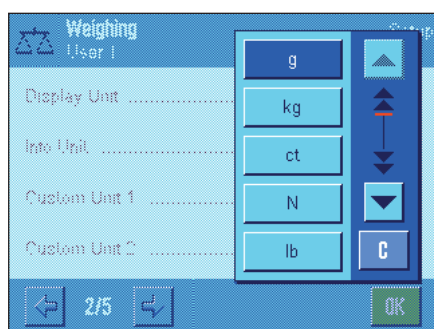 Weighing
User 1
Setup
Display Unit
Info Unit
Custom Unit 1
Custom Unit 2
g
kg
ct
N
lb
C
2/5
OK